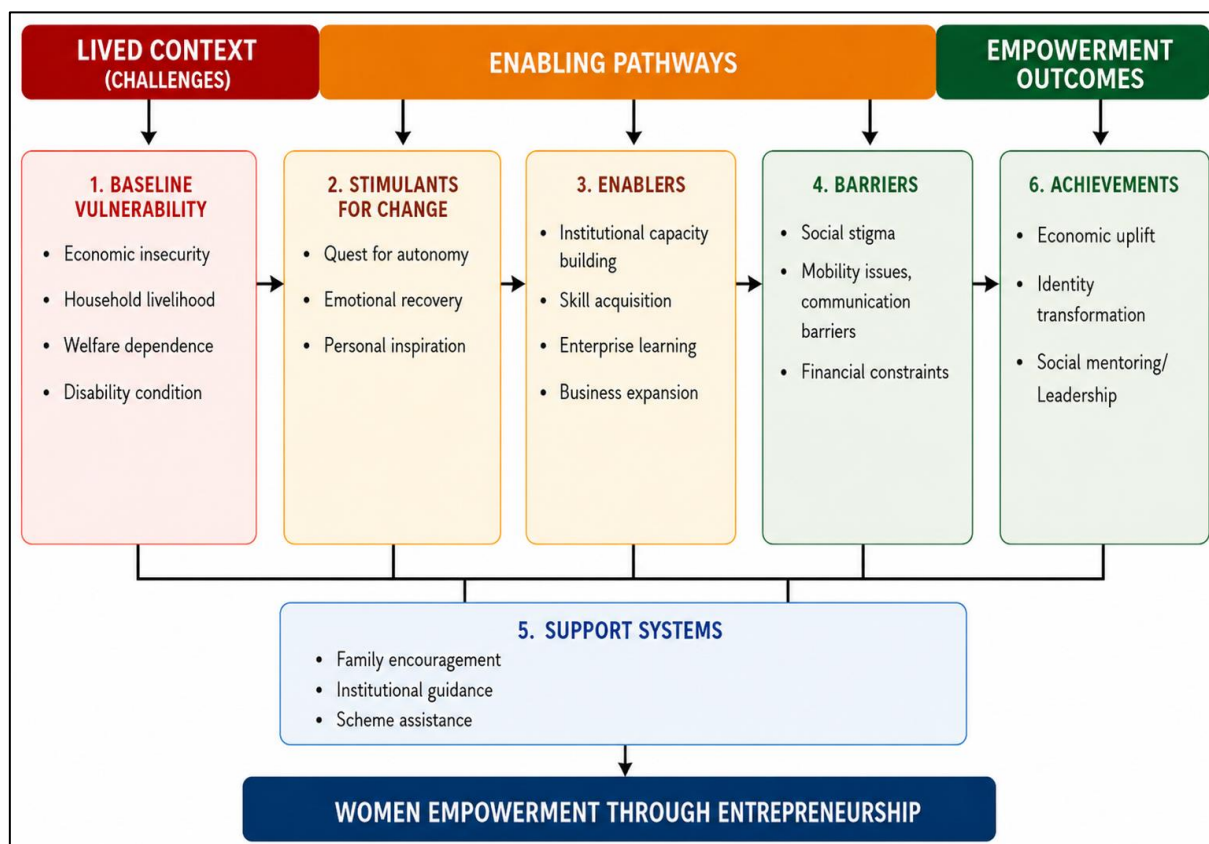 LIVED CONTEXT
(CHALLENGES)
ENABLING PATHWAYS
EMPOWERMENT
OUTCOMES
1. BASELINE
VULNERABILITY
• Economic insecurity
• Household livelihood
• Welfare dependence
• Disability condition
2. STIMULANTS
FOR CHANGE
• Quest for autonomy
• Emotional recovery
• Personal inspiration
3. ENABLERS
• Institutional capacity
building
• Skill acquisition
• Enterprise learning
• Business expansion
4. BARRIERS
• Social stigma
• Mobility issues,
communication
barriers
• Financial constraints
6. ACHIEVEMENTS
• Economic uplift
• Identity
transformation
• Social mentoring/
Leadership
5. SUPPORT SYSTEMS
• Family encouragement
• Institutional guidance
• Scheme assistance
WOMEN EMPOWERMENT THROUGH ENTREPRENEURSHIP